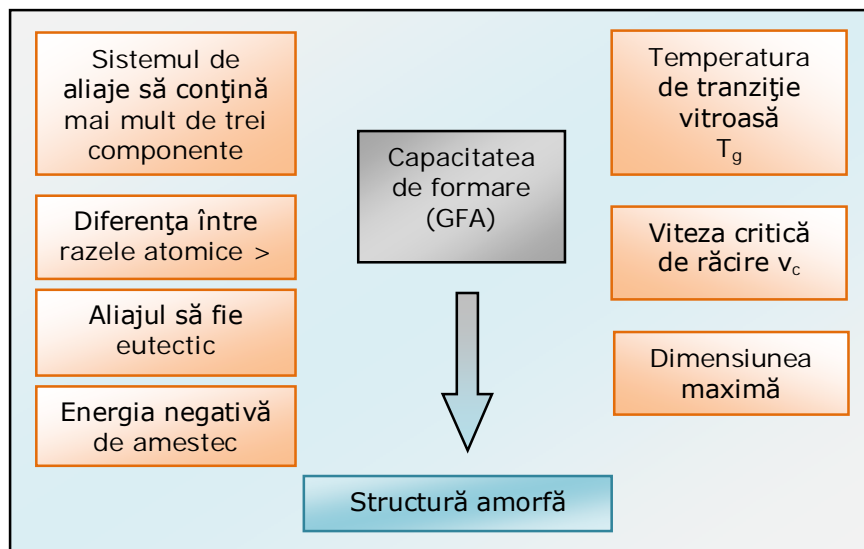 Sistemul de
aliaje să conţină
mai mult de trei
componente
Diferenţa între
razele atomice >
Aliajul să fie
eutectic
Energia negativă
de amestec
Capacitatea
de formare
(GFA)
Structură amorfă
Temperatura
de tranziţie
vitroasă
Tg
Viteza critică
de răcire vc
Dimensiunea
maximă